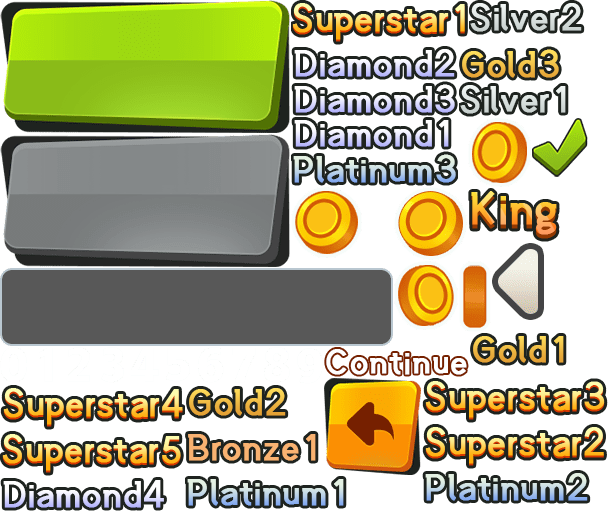 Superstar1 Silver2
Diamond2 Gold3
Diamond3 Silver1
Diamond1
Platinum3
King
Gold1
Continue
Superstar4 Gold2 Superstar3
Superstar5 Bronze1 Superstar2
Diamond4 Platinum1 Platinum2